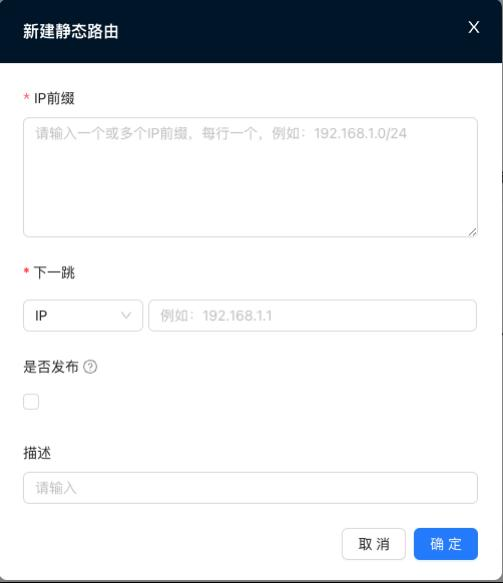 新建静态路由
X
* IP前缀
请输入一个或多个IP前缀，每行一个，例如：192.168.1.0/24
* 下一跳
IP 例如：192.168.1.1
是否发布 ?
描述
请输入
取 消 确 定